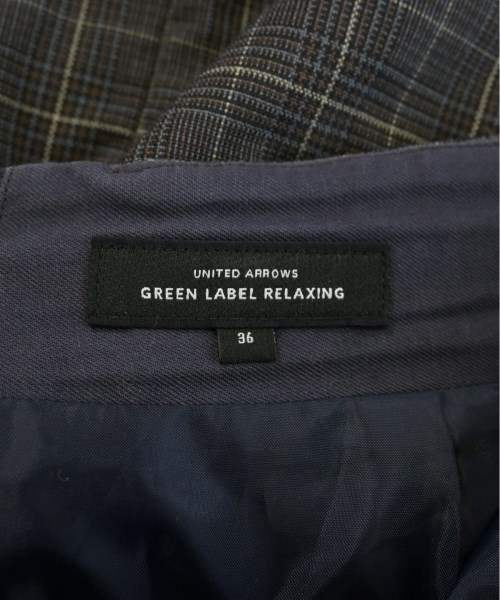 UNITED ARROWS
GREEN LABEL RELAXING
36